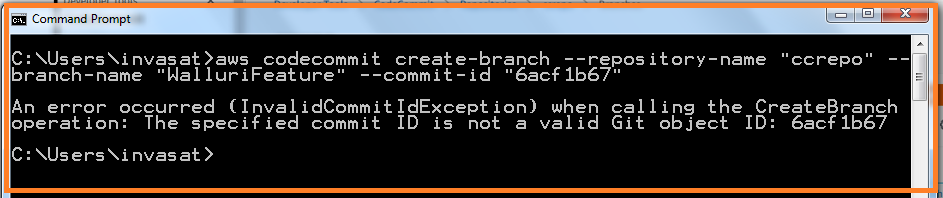 Command Prompt
C:\Users\invasat>aws codecommit create-branch --repository-name "ccrepo" --
branch-name "WalluriFeature" --commit-id "6acf1b67"
An error occurred (InvalidCommitIdException) when calling the CreateBranch
operation: The specified commit ID is not a valid Git object ID: 6acf1b67
C:\Users\invasat>